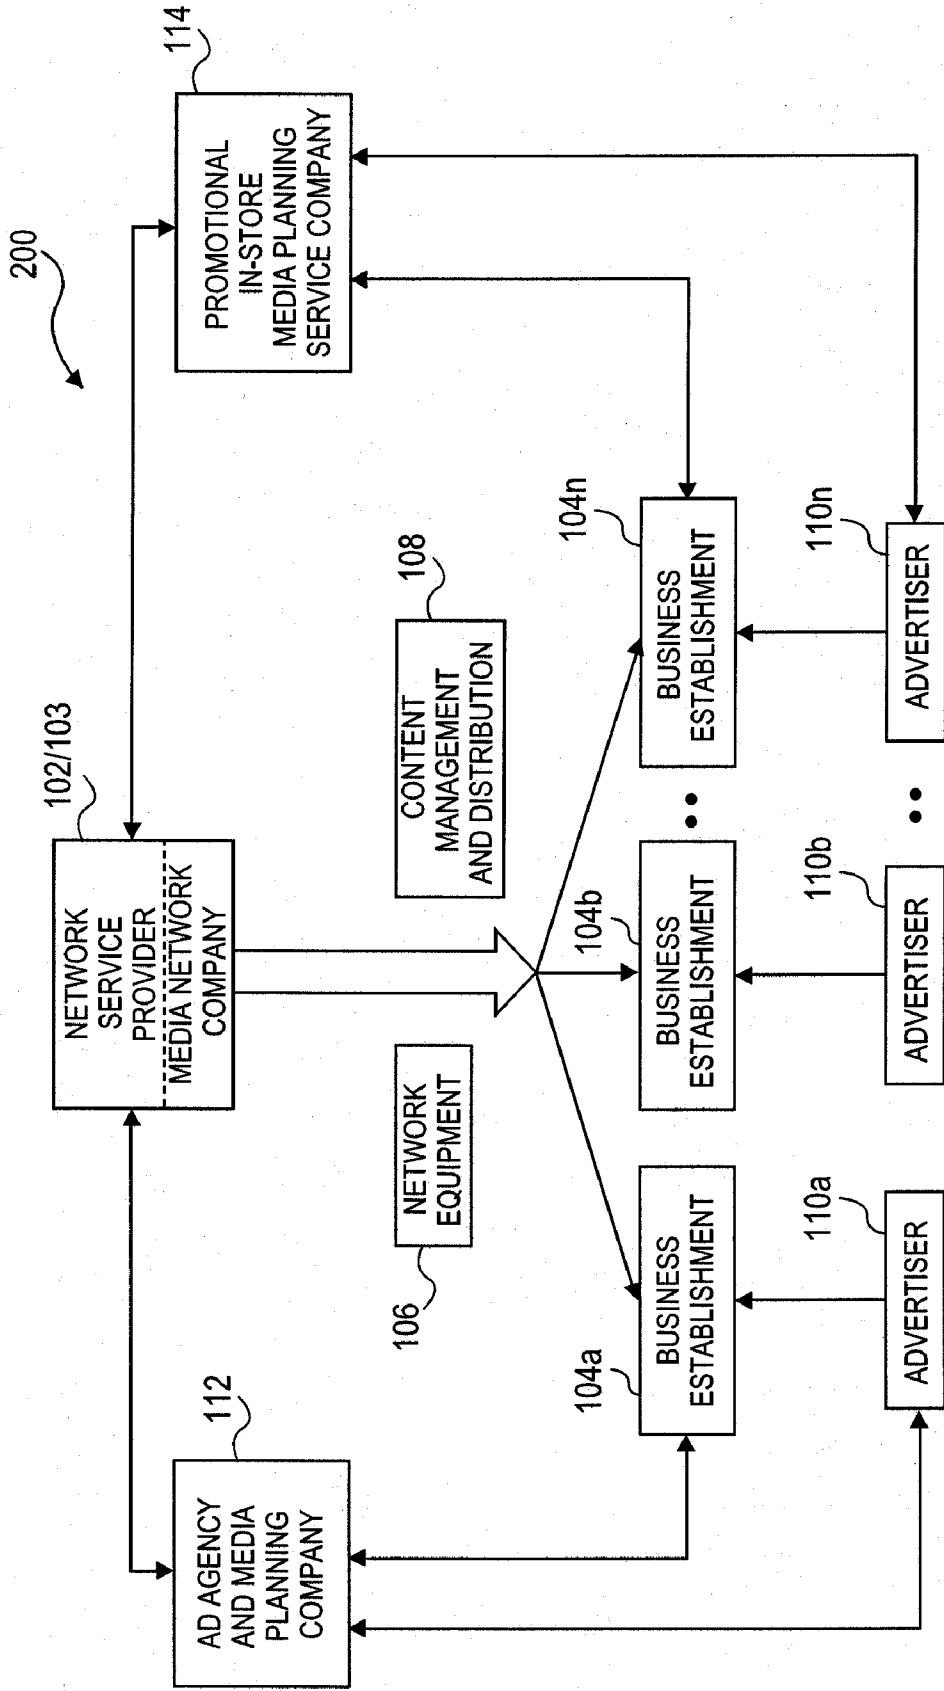 200
102/103
NETWORK
SERVICE
PROVIDER
MEDIA NETWORK
COMPANY
112
AD AGENCY
AND MEDIA
PLANNING
COMPANY
114
PROMOTIONAL
IN-STORE
MEDIA PLANNING
SERVICE COMPANY
106
NETWORK
EQUIPMENT
108
CONTENT
MANAGEMENT
AND DISTRIBUTION
104a
BUSINESS
ESTABLISHMENT
104b
BUSINESS
ESTABLISHMENT
104n
BUSINESS
ESTABLISHMENT
110a
ADVERTISER
110b
ADVERTISER
110n
ADVERTISER